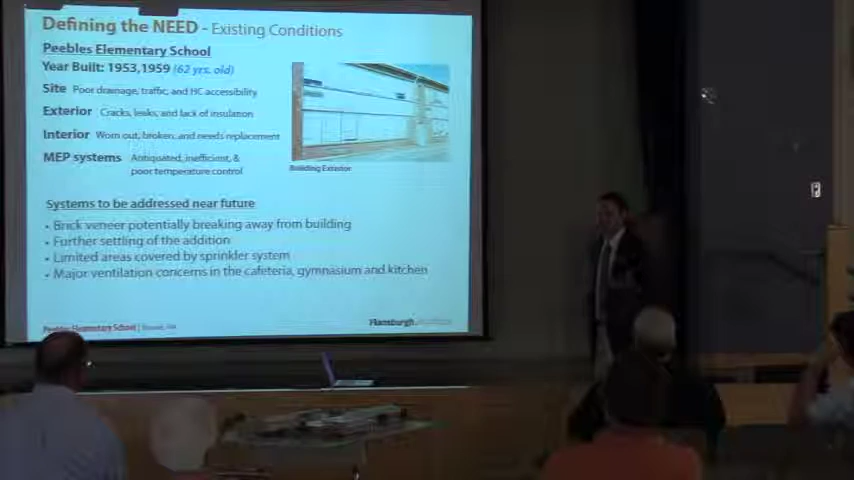 Defining the NEED - Existing Conditions
Peebles Elementary School
Year Built: 1953,1959 (62 yrs. old)
Site Poor drainage, traffic, and HC accessibility
Exterior Cracks, leaks, and lack of insulation
Interior Worn out, broken, and needs replacement
MEP systems Antiquated, inefficient, &
poor temperature control
Building Exterior
Systems to be addressed near future
• Brick veneer potentially breaking away from building
• Further settling of the addition
• Limited areas covered by sprinkler system
• Major ventilation concerns in the cafeteria, gymnasium and kitchen
Peebles Elementary School |
Flansburgh